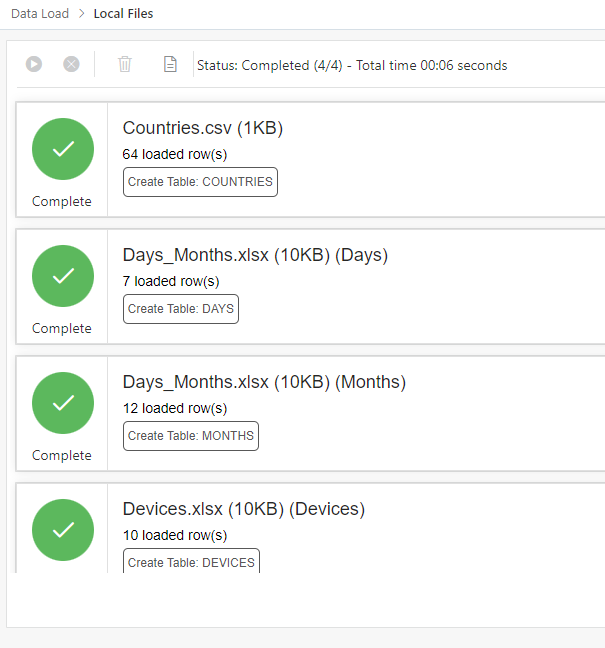 Data Load > Local Files
Status: Completed (4/4) - Total time 00:06 seconds
Countries.csv (1KB)
64 loaded row(s)
Create Table: COUNTRIES
Complete
Days_Months.xlsx (10KB) (Days)
7 loaded row(s)
Create Table: DAYS
Complete
Days_Months.xlsx (10KB) (Months)
12 loaded row(s)
Create Table: MONTHS
Complete
Devices.xlsx (10KB) (Devices)
10 loaded row(s)
Create Table: DEVICES